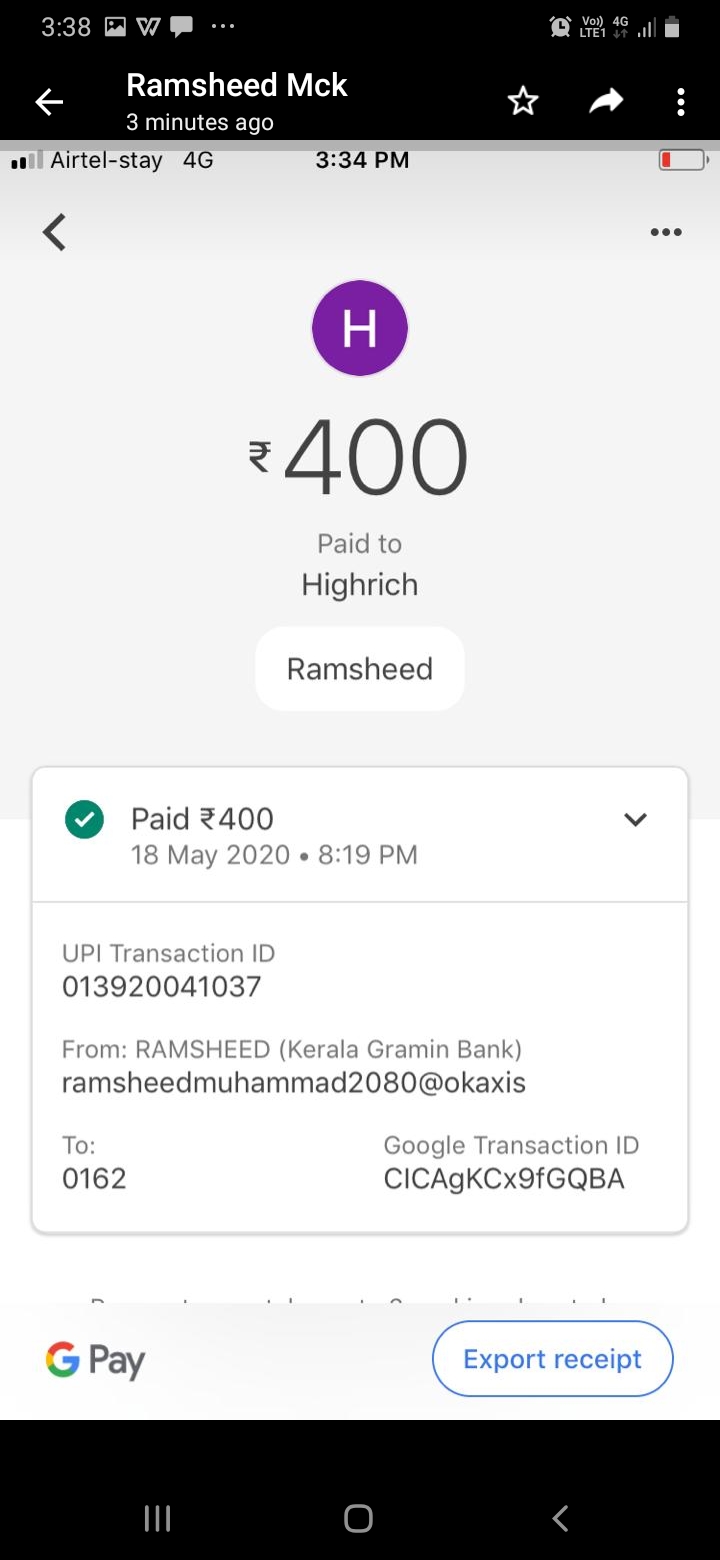 3:38 Vo) LTE1 4G
Ramsheed Mck
3 minutes ago
Airtel-stay 4G 3:34 PM
H
₹400
Paid to
Highrich
Ramsheed
Paid ₹400
18 May 2020 • 8:19 PM
UPI Transaction ID
013920041037
From: RAMSHEED (Kerala Gramin Bank)
ramsheedmuhammad2080@okaxis
To: Google Transaction ID
0162 CICAgKCx9fGQBA
G Pay Export receipt